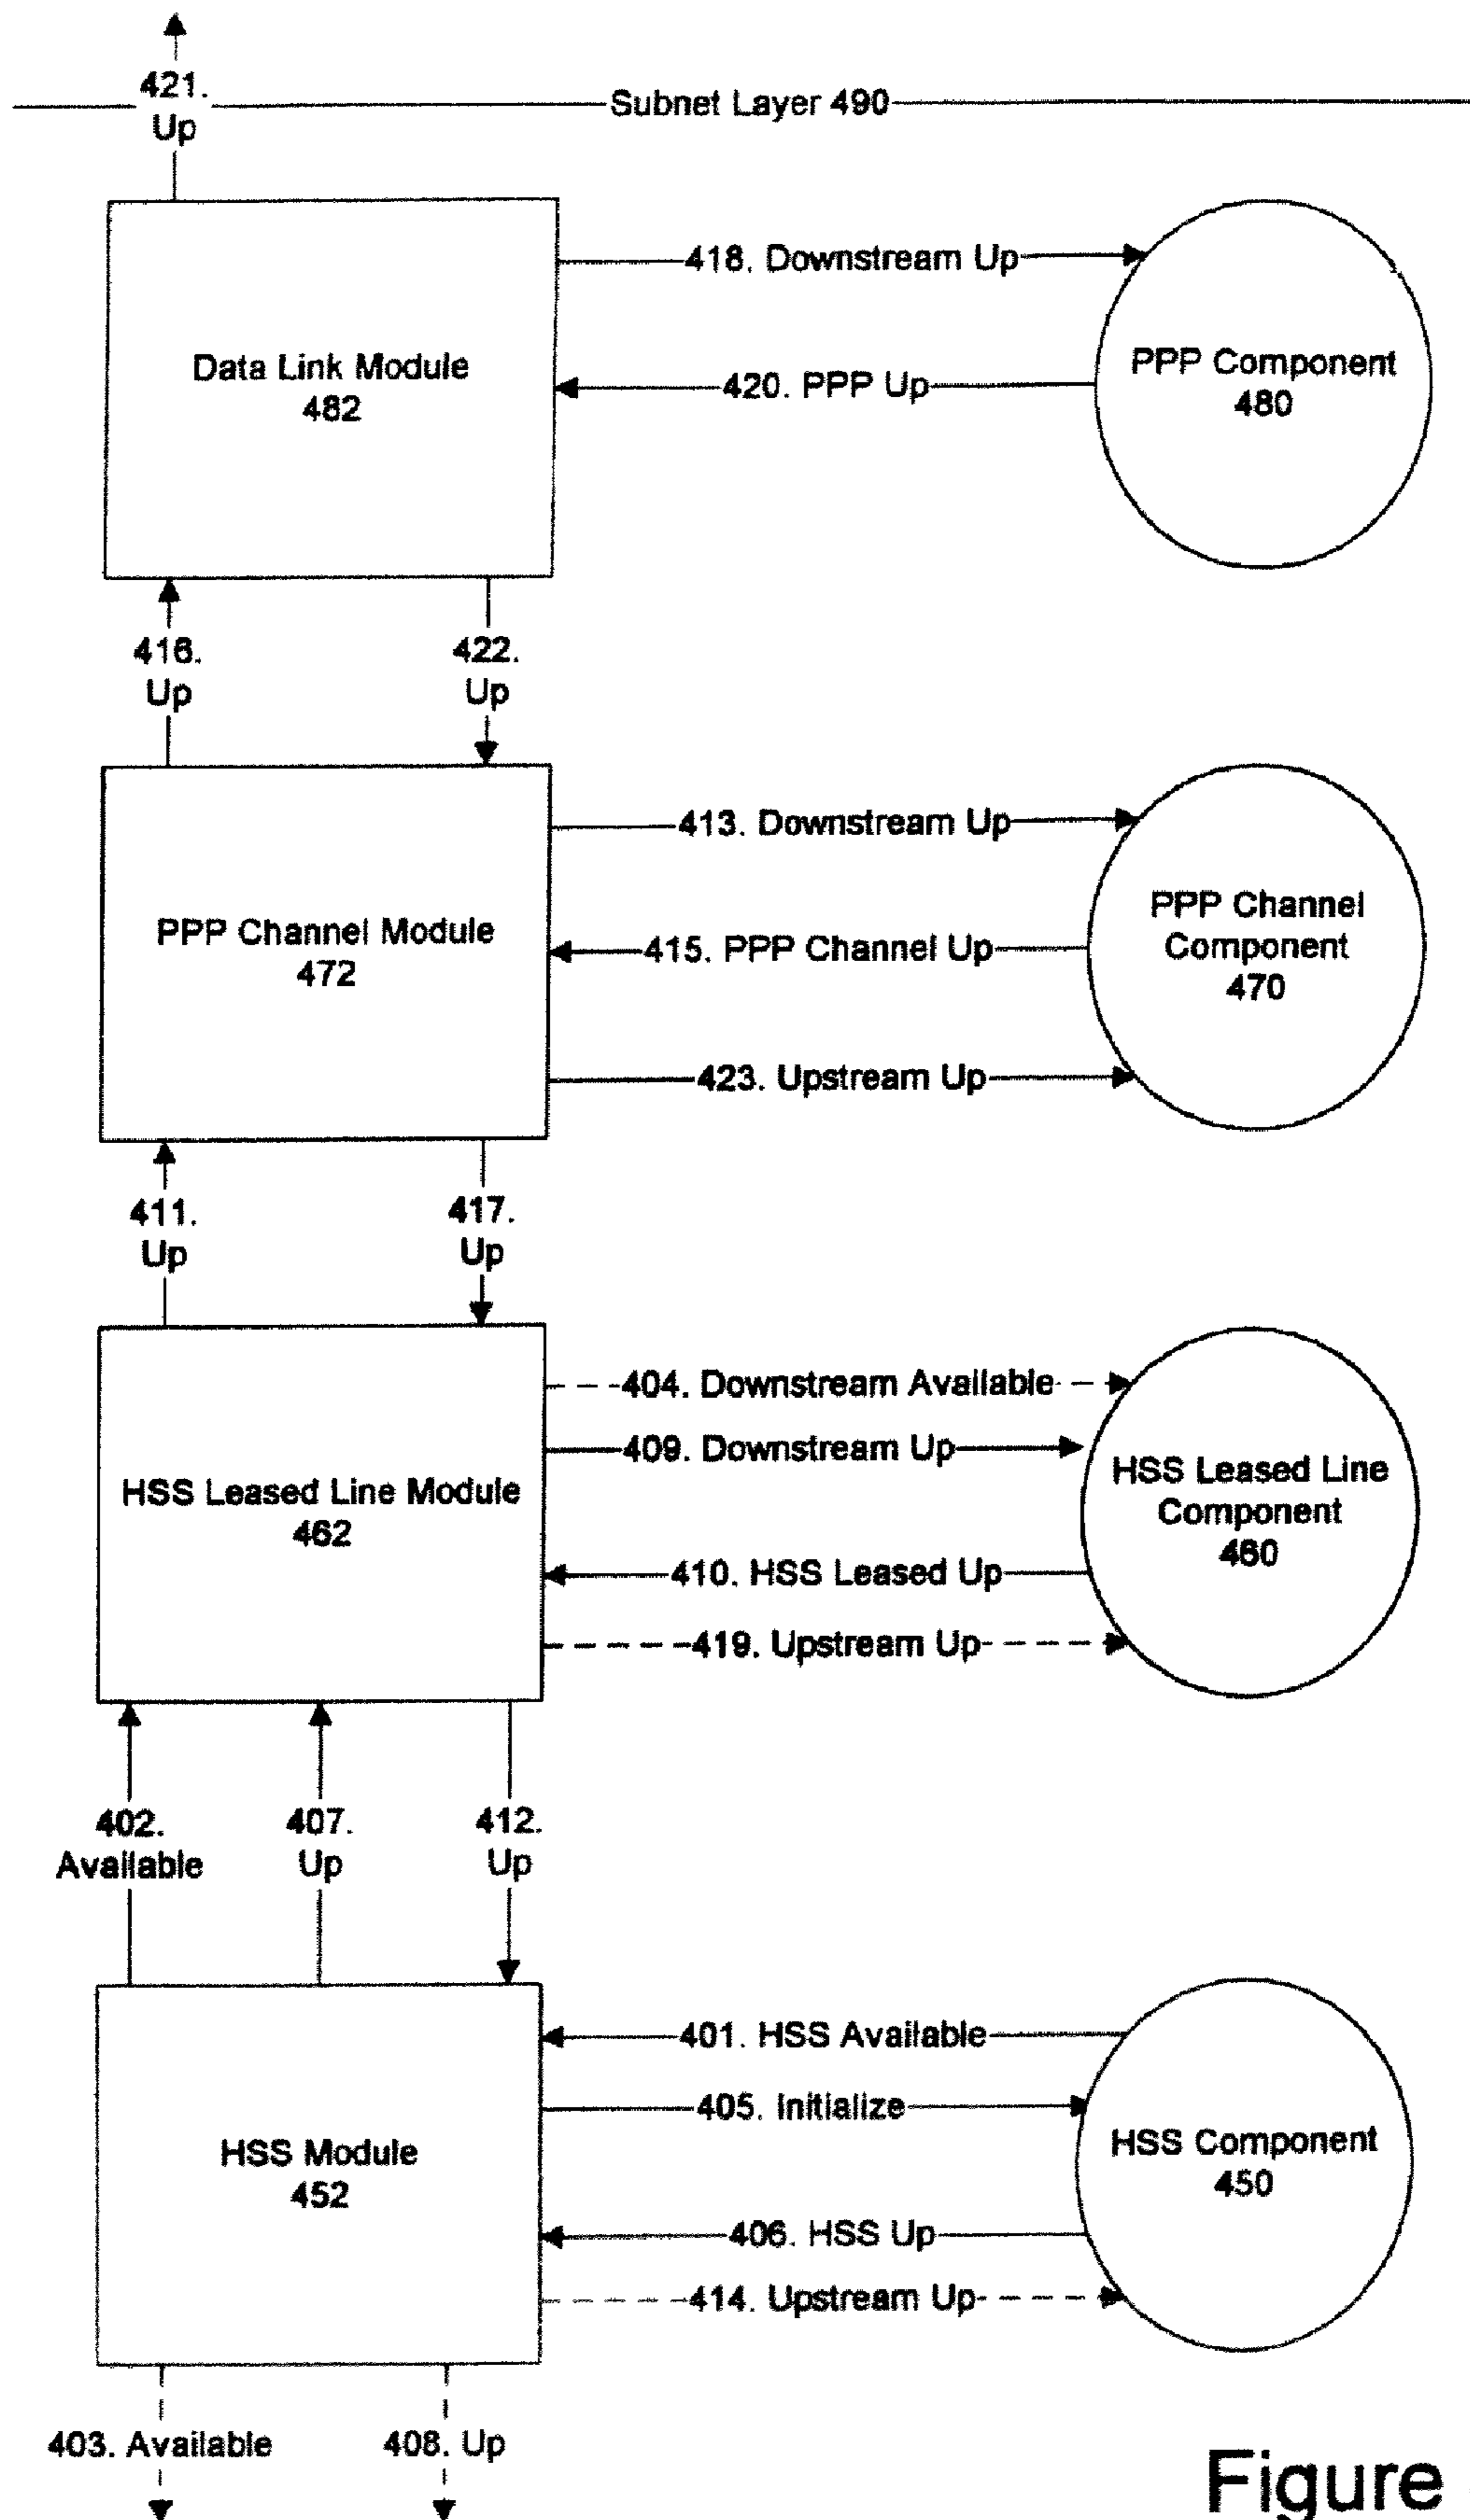 421.
Up
Subnet Layer 490
418. Downstream Up
Data Link Module
482
420. PPP Up
PPP Component
480
416.
Up
422.
Up
413. Downstream Up
PPP Channel Module
472
415. PPP Channel Up
PPP Channel
Component
470
423. Upstream Up
411.
Up
417.
Up
404. Downstream Available
409. Downstream Up
HSS Leased Line Module
462
HSS Leased Line
Component
460
410. HSS Leased Up
419. Upstream Up
402.
Available
407.
Up
412.
Up
401. HSS Available
405. Initialize
HSS Module
452
HSS Component
450
406. HSS Up
414. Upstream Up
403. Available
408. Up
Figure